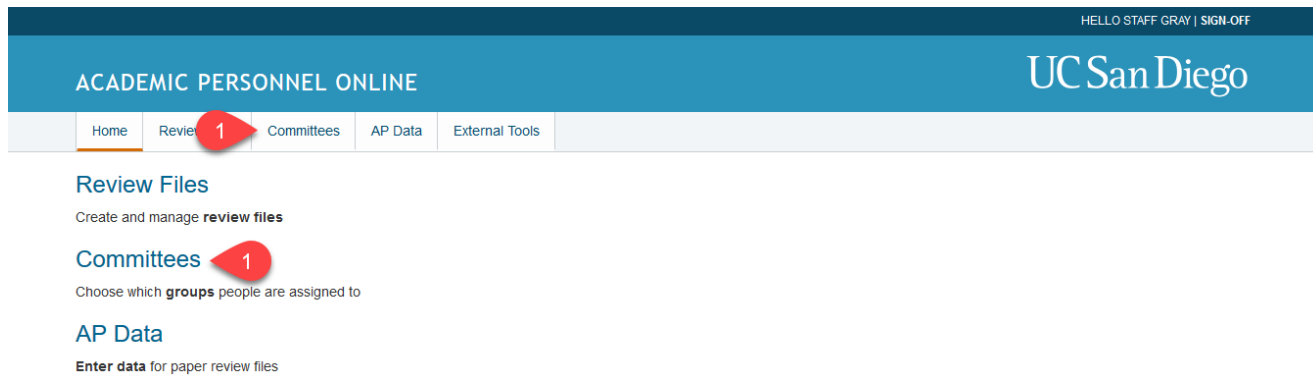 HELLO STAFF GRAY | SIGN-OFF
ACADEMIC PERSONNEL ONLINE
UC San Diego
Home Review 1 Committees AP Data External Tools
Review Files
Create and manage review files
Committees 1
Choose which groups people are assigned to
AP Data
Enter data for paper review files